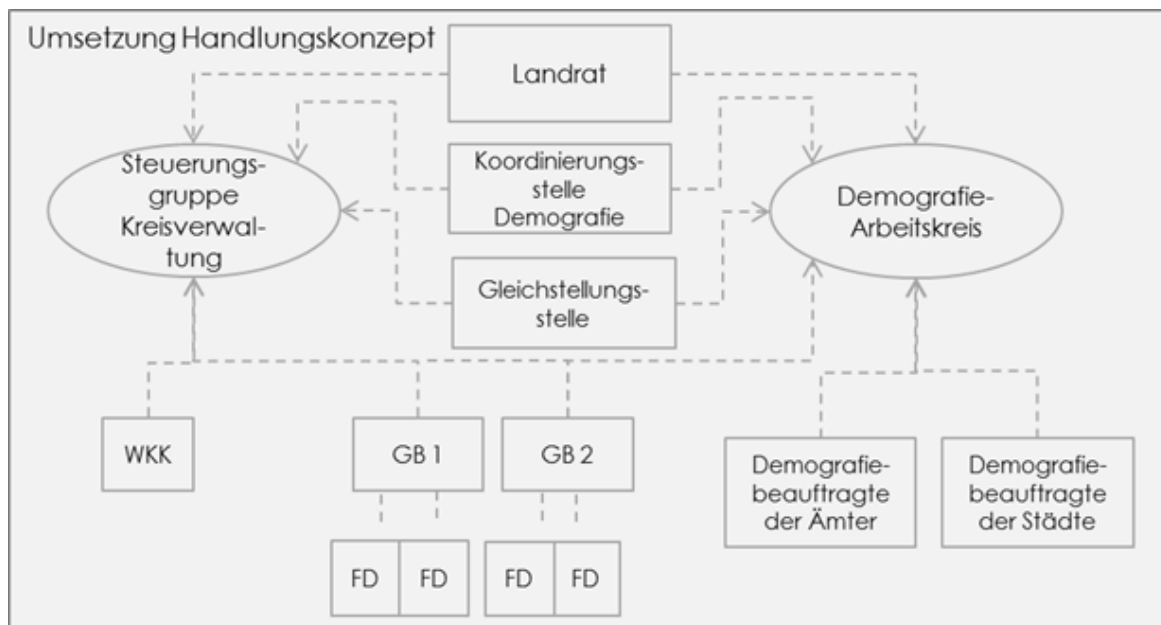 Umsetzung Handlungskonzept
Landrat
Steuerungs-
gruppe
Kreisverwal-
tung
Koordinierungs-
stelle
Demografie
Demografie-
Arbeitskreis
Gleichstellungs-
stelle
WKK
GB 1
GB 2
Demografie-
beauftragte
der Ämter
Demografie-
beauftragte
der Städte
FD
FD
FD
FD